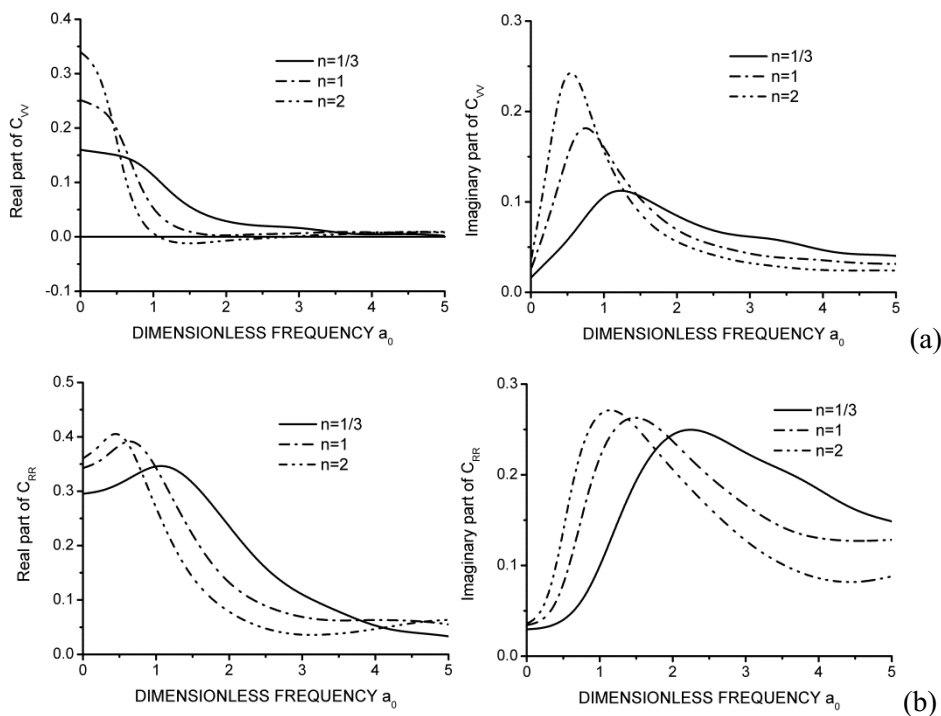 0.4
0.3
0.2
0.1
0.0
-0.1
Real part of C_VV
n=1/3
n=1
n=2
0 1 2 3 4 5
DIMENSIONLESS FREQUENCY a_0
0.3
0.2
0.1
0.0
Imaginary part of C_VV
n=1/3
n=1
n=2
0 1 2 3 4 5
DIMENSIONLESS FREQUENCY a_0
(a)
0.5
0.4
0.3
0.2
0.1
0.0
Real part of C_RR
n=1/3
n=1
n=2
0 1 2 3 4 5
DIMENSIONLESS FREQUENCY a_0
0.3
0.2
0.1
0.0
Imaginary part of C_RR
n=1/3
n=1
n=2
0 1 2 3 4 5
DIMENSIONLESS FREQUENCY a_0
(b)